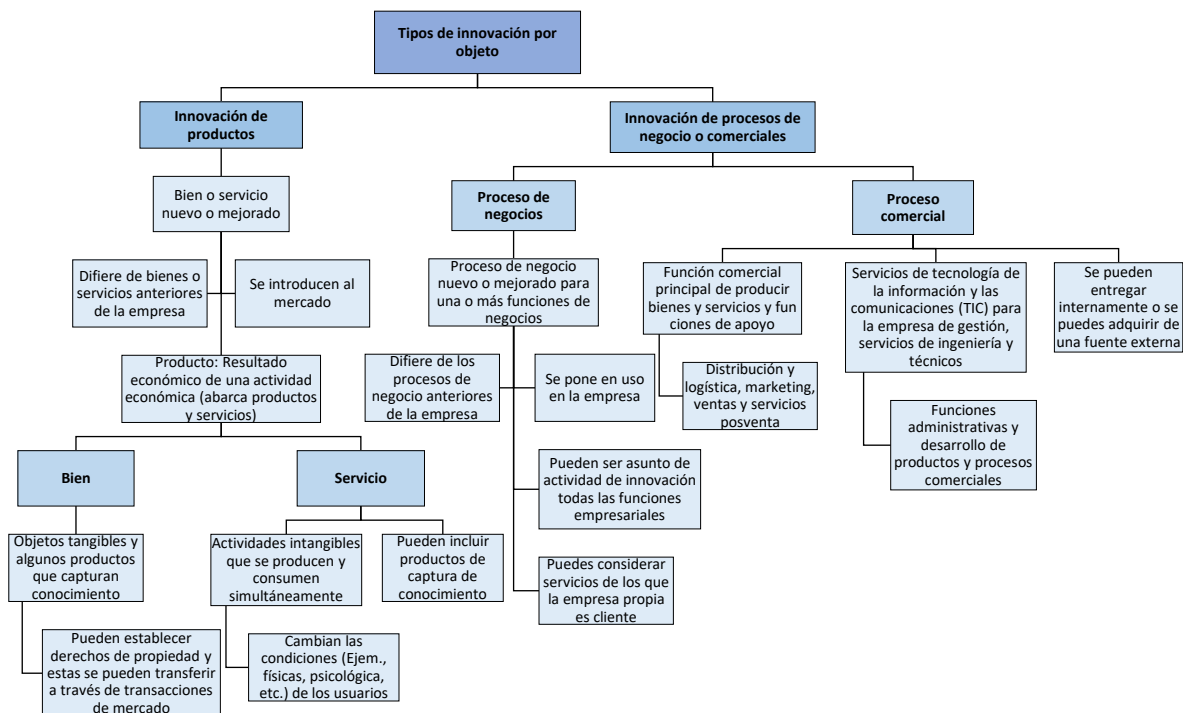 Tipos de innovación por
objeto
Innovación de
productos
Innovación de procesos de
negocio o comerciales
Bien o servicio
nuevo o mejorado
Proceso de
negocios
Proceso
comercial
Difiere de bienes o
servicios anteriores
de la empresa
Se introducen al
mercado
Proceso de negocio
nuevo o mejorado para
una o más funciones de
negocios
Función comercial
principal de producir
bienes y servicios y fun
ciones de apoyo
Servicios de tecnología de
la información y las
comunicaciones (TIC) para
la empresa de gestión,
servicios de ingeniería y
técnicos
Se pueden
entregar
internamente o se
puedes adquirir de
una fuente externa
Producto: Resultado
económico de una actividad
económica (abarca productos
y servicios)
Difiere de los
procesos de
negocio anteriores
de la empresa
Se pone en uso
en la empresa
Distribución y
logística, marketing,
ventas y servicios
posventa
Funciones
administrativas y
desarrollo de
productos y procesos
comerciales
Bien
Servicio
Pueden ser asunto de
actividad de innovación
todas las funciones
empresariales
Objetos tangibles y
algunos productos
que capturan
conocimiento
Actividades intangibles
que se producen y
consumen
simultáneamente
Pueden incluir
productos de
captura de
conocimiento
Puedes considerar
servicios de los que
la empresa propia
es cliente
Pueden establecer
derechos de propiedad y
estas se pueden transferir
a través de transacciones
de mercado
Cambian las
condiciones (Ejem.,
físicas, psicológica,
etc.) de los usuarios